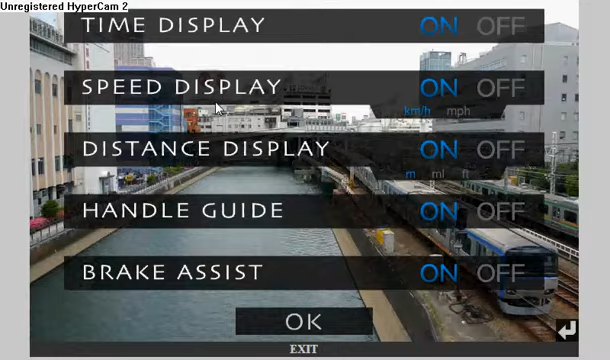 Unregistered HyperCam 2
TIME DISPLAY ON OFF
SPEED DISPLAY ON OFF
km/h mph
DISTANCE DISPLAY ON OFF
m ml ft
HANDLE GUIDE ON OFF
BRAKE ASSIST ON OFF
OK
EXIT